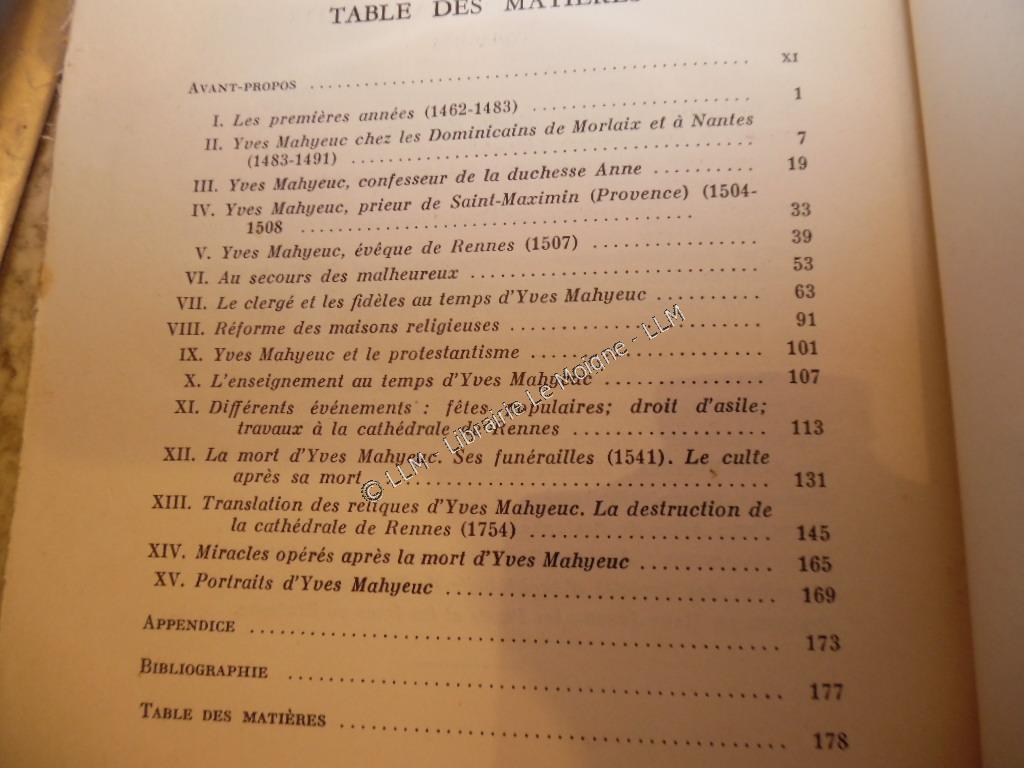 TABLE DES MATIÈRES
AVANT-PROPOS .......... XI
I. Les premières années (1462-1483) .......... 1
II. Yves Mahyeuc chez les Dominicains de Morlaix et à Nantes
(1483-1491) .......... 7
III. Yves Mahyeuc, confesseur de la duchesse Anne .......... 19
IV. Yves Mahyeuc, prieur de Saint-Maximin (Provence) (1504-
1508 .......... 33
V. Yves Mahyeuc, évêque de Rennes (1507) .......... 39
VI. Au secours des malheureux .......... 53
VII. Le clergé et les fidèles au temps d'Yves Mahyeuc .......... 63
VIII. Réforme des maisons religieuses .......... 91
IX. Yves Mahyeuc et le protestantisme .......... 101
X. L'enseignement au temps d'Yves Mahyeuc .......... 107
XI. Différents événements : fêtes populaires; droit d'asile;
travaux à la cathédrale de Rennes .......... 113
XII. La mort d'Yves Mahyeuc. Ses funérailles (1541). Le culte
après sa mort .......... 131
XIII. Translation des reliques d'Yves Mahyeuc. La destruction de
la cathédrale de Rennes (1754) .......... 145
XIV. Miracles opérés après la mort d'Yves Mahyeuc .......... 165
XV. Portraits d'Yves Mahyeuc .......... 169
APPENDICE .......... 173
BIBLIOGRAPHIE .......... 177
TABLE DES MATIÈRES .......... 178
© LLM - Librairie Le Moigne - LLM